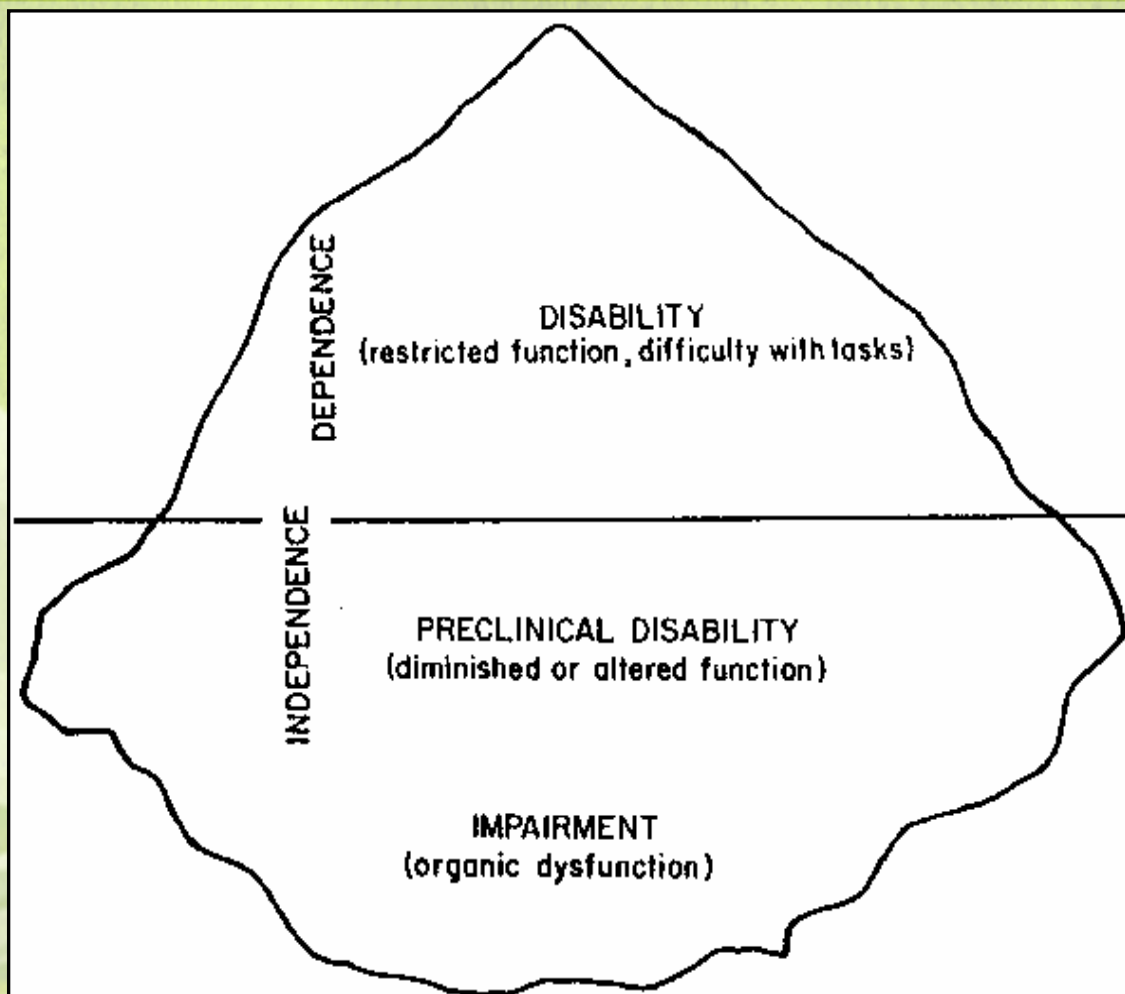 DEPENDENCE
DISABILITY
(restricted function, difficulty with tasks)
INDEPENDENCE
PRECLINICAL DISABILITY
(diminished or altered function)
IMPAIRMENT
(organic dysfunction)